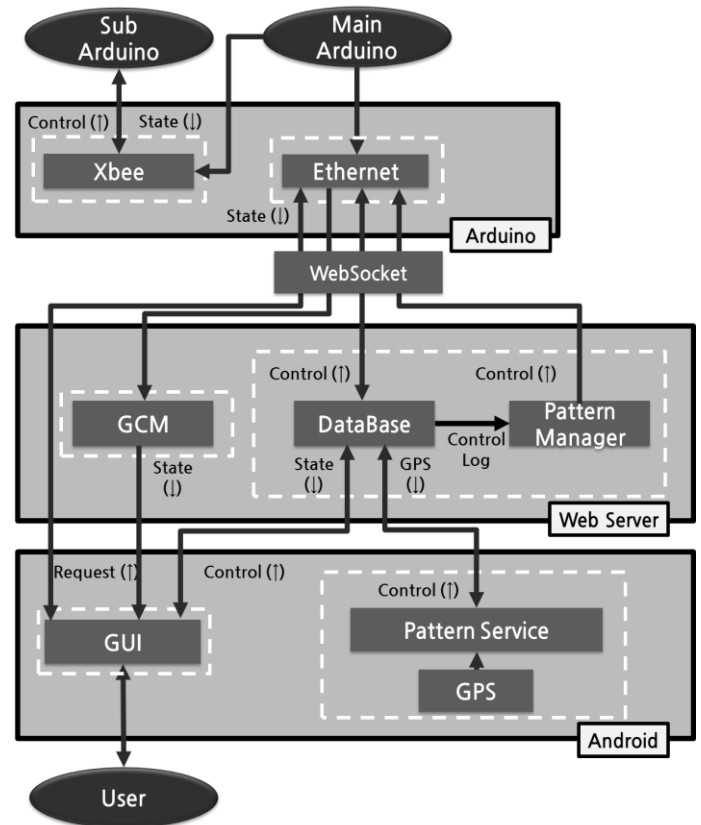 Sub
Arduino
Main
Arduino
Control (↑)
State (↓)
Xbee
Ethernet
State (↓)
Arduino
WebSocket
Control (↑)
Control (↑)
GCM
DataBase
Pattern
Manager
Control
Log
State
(↓)
State
(↓)
GPS
(↓)
Web Server
Request (↑)
Control (↑)
Control (↑)
GUI
Pattern Service
GPS
Android
User